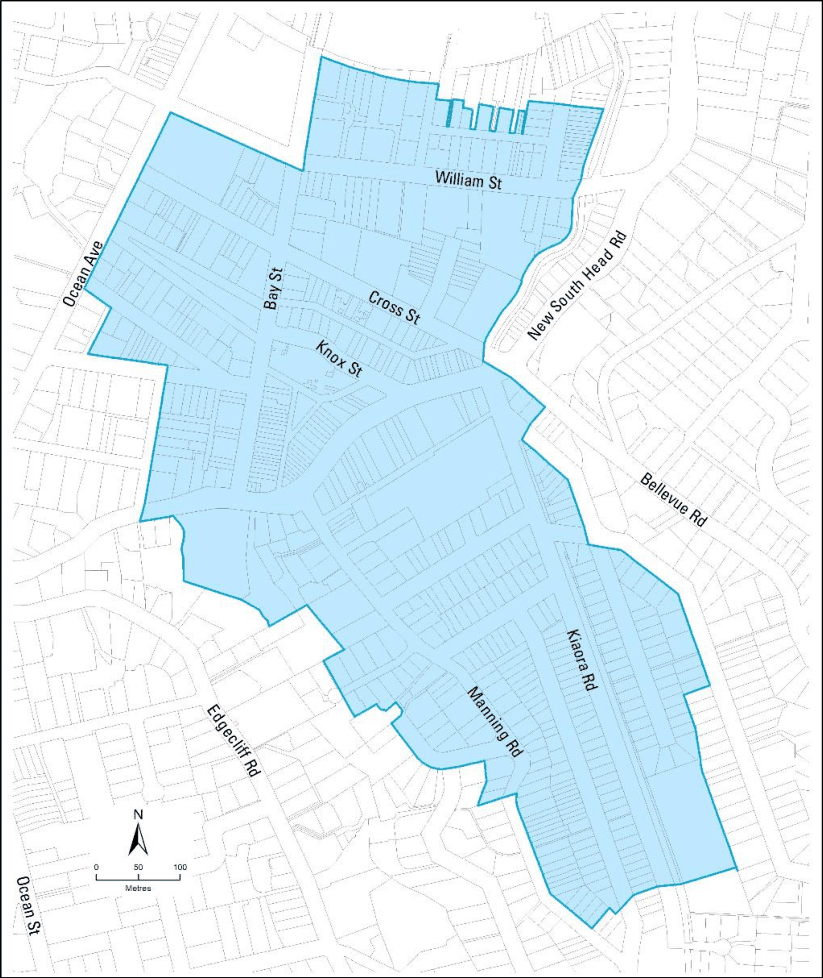 William St
Ocean Ave
New South Head Rd
Bay St
Cross St
Knox St
Bellevue Rd
Kiaora Rd
Manning Rd
Edgecliff Rd
N
0 50 100
Metres
Ocean St